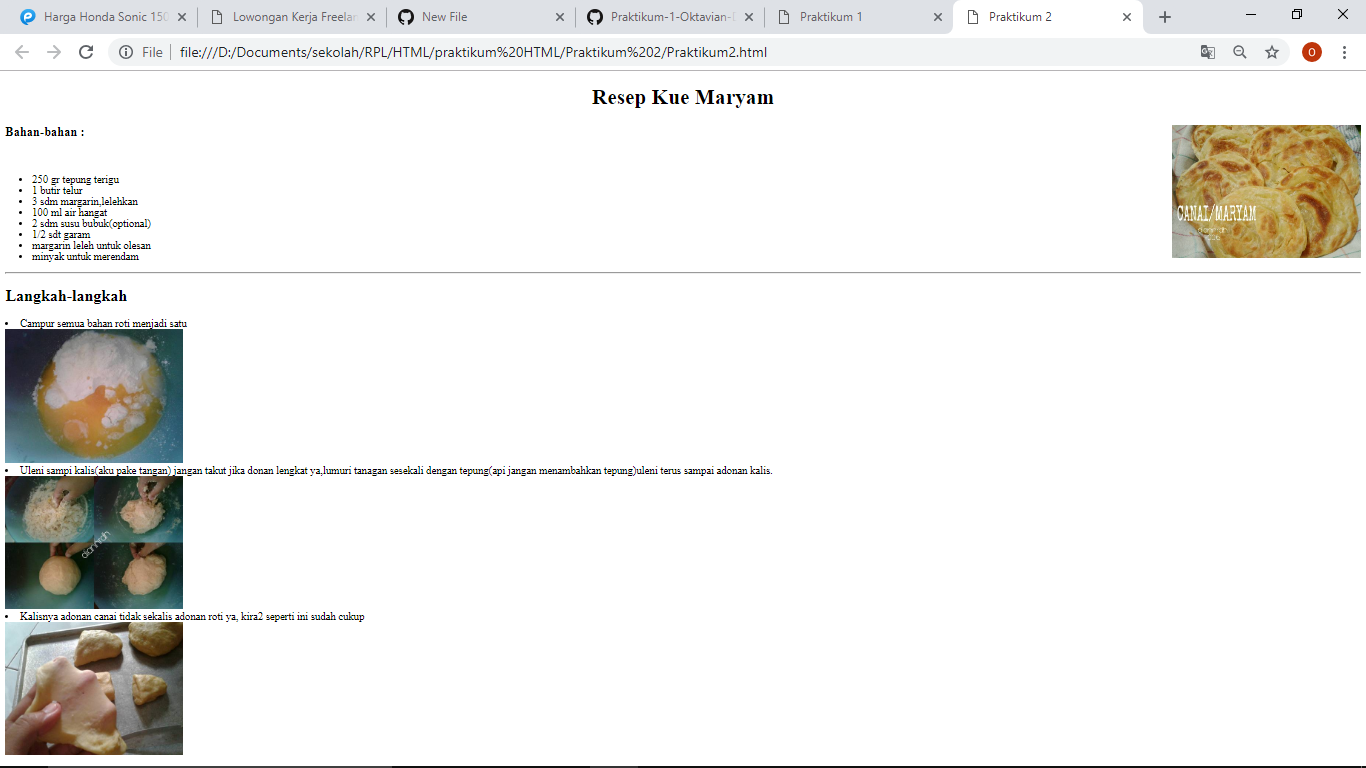 Harga Honda Sonic 150
Lowongan Kerja Freelan
New File
Praktikum-1-Oktavian-
Praktikum 1
Praktikum 2
File
file:///D:/Documents/sekolah/RPL/HTML/praktikum%20HTML/Praktikum%202/Praktikum2.html
O
Resep Kue Maryam
Bahan-bahan :
250 gr tepung terigu
1 butir telur
3 sdm margarin,lelehkan
100 ml air hangat
2 sdm susu bubuk(optional)
1/2 sdt garam
margarin leleh untuk olesan
minyak untuk merendam
CANAI/MARYAM
Langkah-langkah
Campur semua bahan roti menjadi satu
Uleni sampi kalis(aku pake tangan) jangan takut jika donan lengkat ya,lumuri tanagan sesekali dengan tepung(api jangan menambahkan tepung)uleni terus sampai adonan kalis.
Kalisnya adonan canai tidak sekalis adonan roti ya, kira2 seperti ini sudah cukup